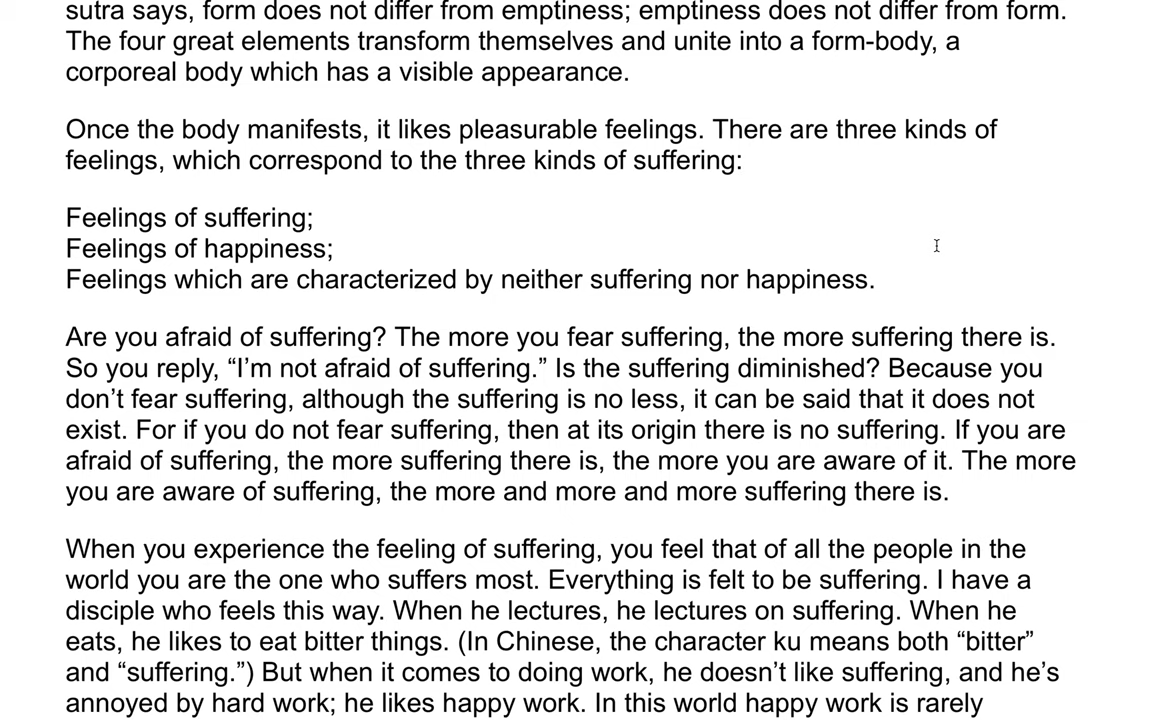 sutra says, form does not differ from emptiness; emptiness does not differ from form.
The four great elements transform themselves and unite into a form-body, a
corporeal body which has a visible appearance.
Once the body manifests, it likes pleasurable feelings. There are three kinds of
feelings, which correspond to the three kinds of suffering:
Feelings of suffering;
Feelings of happiness;
Feelings which are characterized by neither suffering nor happiness.
Are you afraid of suffering? The more you fear suffering, the more suffering there is.
So you reply, “I’m not afraid of suffering.” Is the suffering diminished? Because you
don’t fear suffering, although the suffering is no less, it can be said that it does not
exist. For if you do not fear suffering, then at its origin there is no suffering. If you are
afraid of suffering, the more suffering there is, the more you are aware of it. The more
you are aware of suffering, the more and more and more suffering there is.
When you experience the feeling of suffering, you feel that of all the people in the
world you are the one who suffers most. Everything is felt to be suffering. I have a
disciple who feels this way. When he lectures, he lectures on suffering. When he
eats, he likes to eat bitter things. (In Chinese, the character ku means both “bitter”
and “suffering.”) But when it comes to doing work, he doesn’t like suffering, and he’s
annoyed by hard work; he likes happy work. In this world happy work is rarely